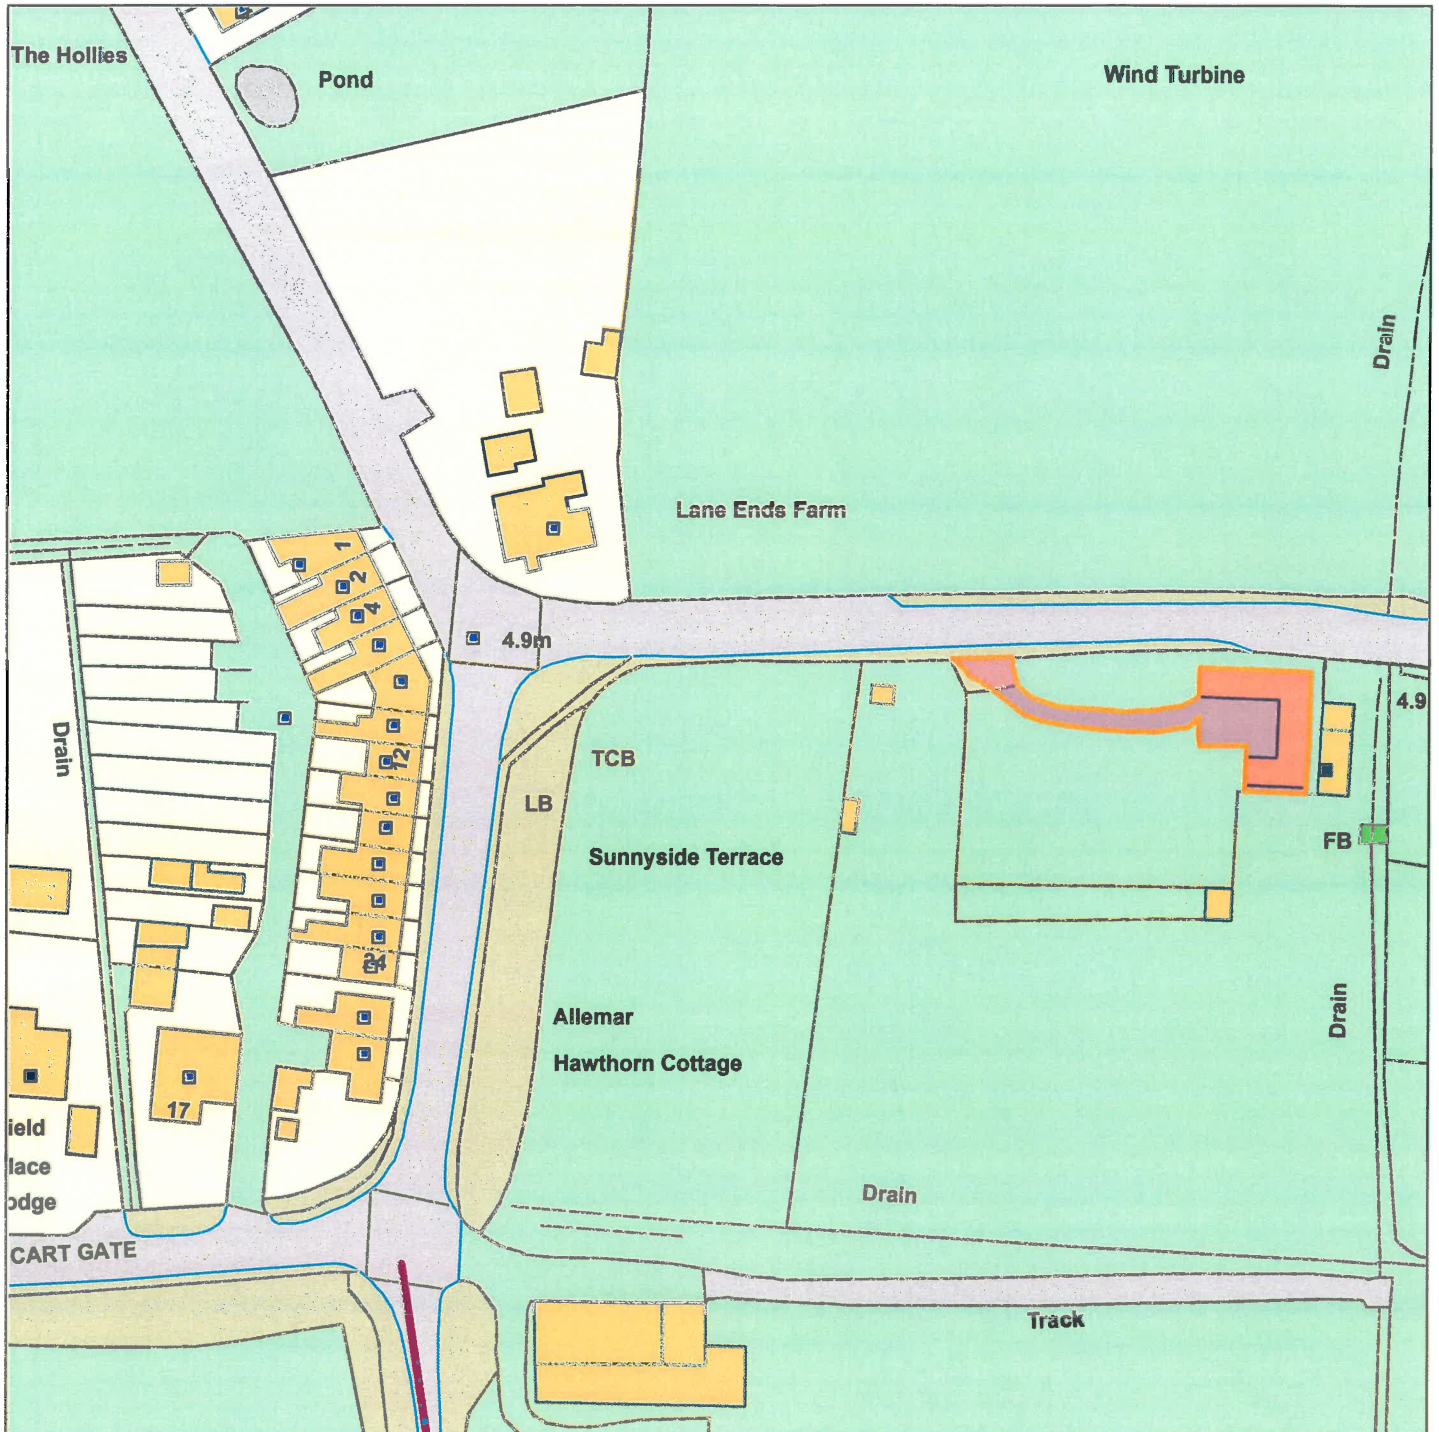 The Hollies
Pond
Wind Turbine
Drain
Lane Ends Farm
1
2
4
4.9m
4.9
Drain
12
TCB
LB
Sunnyside Terrace
FB
24
Drain
Allemar
Hawthorn Cottage
17
ield
lace
odge
Drain
CART GATE
Track